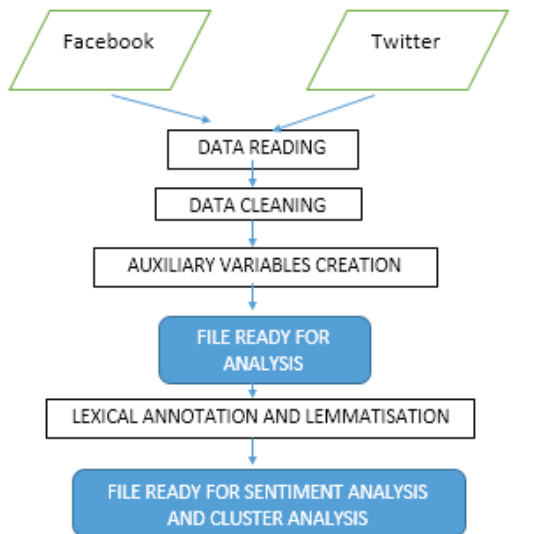 Facebook
Twitter
DATA READING
DATA CLEANING
AUXILIARY VARIABLES CREATION
FILE READY FOR
ANALYSIS
LEXICAL ANNOTATION AND LEMMATISATION
FILE READY FOR SENTIMENT ANALYSIS
AND CLUSTER ANALYSIS